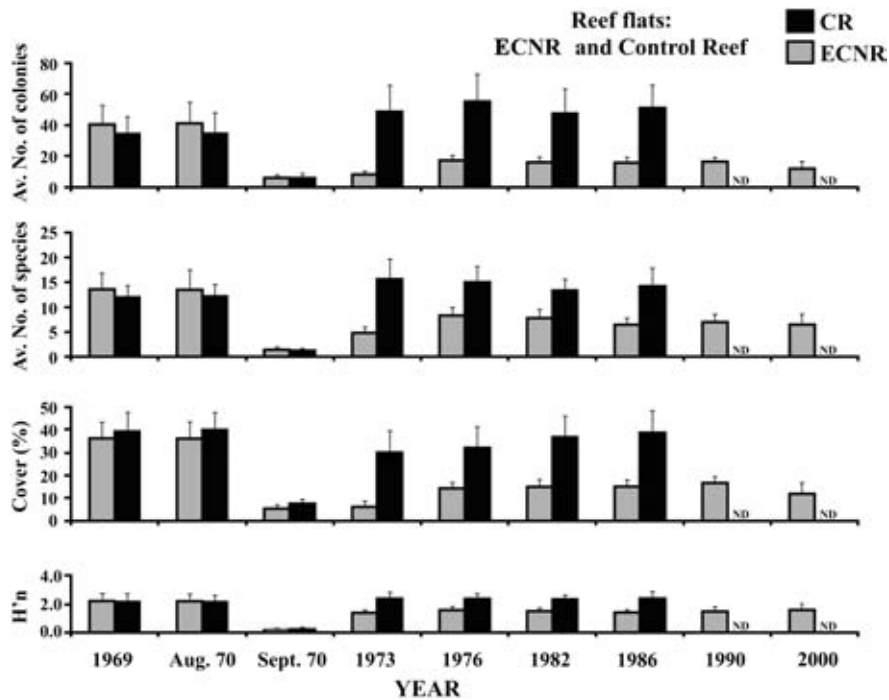 Reef flats:
ECNR and Control Reef
CR
ECNR
Av. No. of colonies
80
60
40
20
0
ND
ND
Av. No. of species
25
20
15
10
5
0
ND
ND
Cover (%)
50
40
30
20
10
0
ND
ND
H'n
4.0
2.0
0.0
ND
ND
1969 Aug. 70 Sept. 70 1973 1976 1982 1986 1990 2000
YEAR